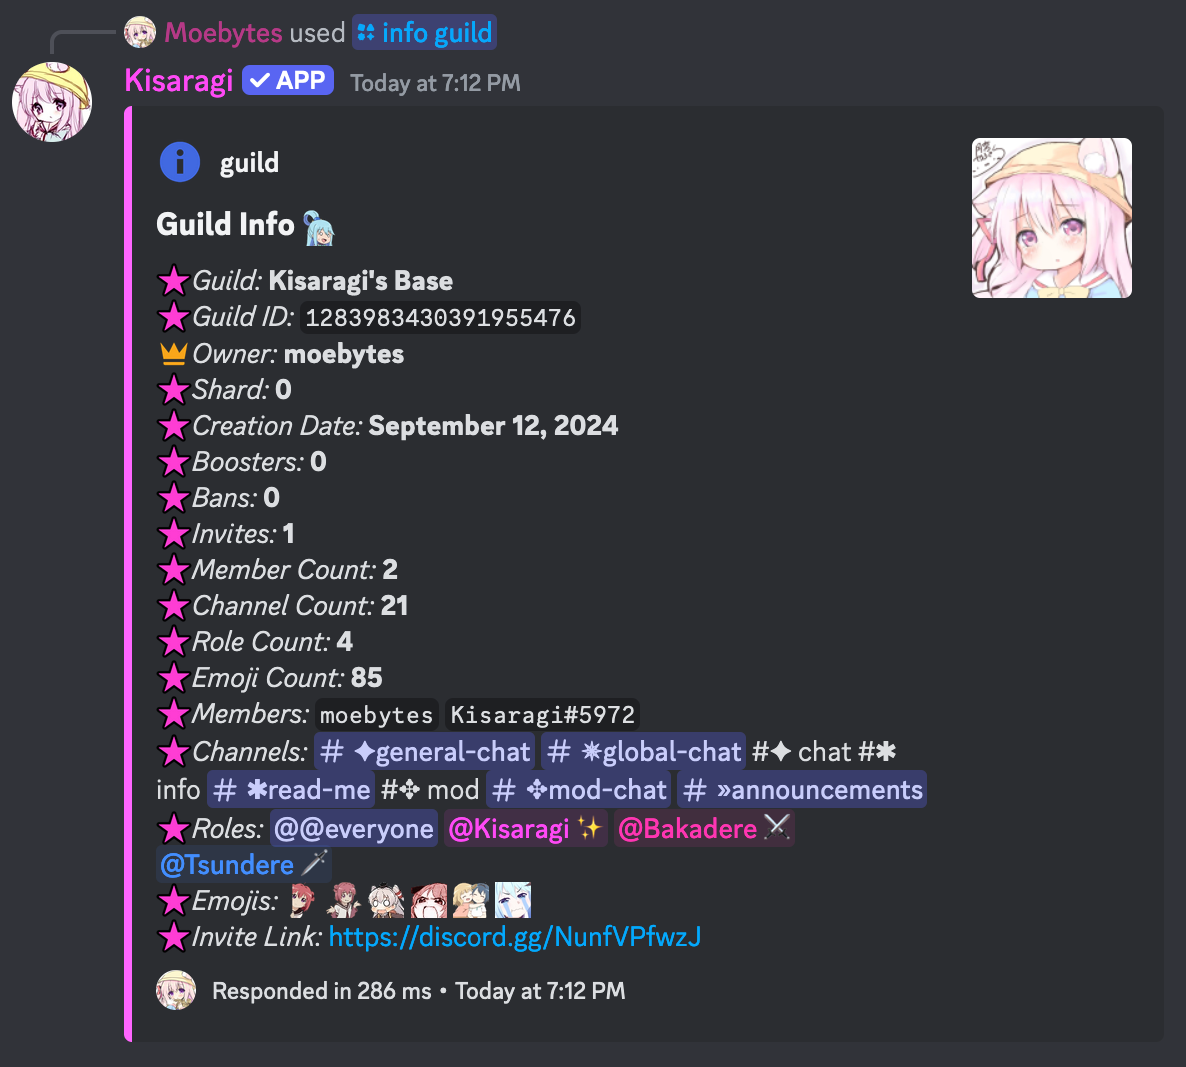 Moebytes used info guild
Kisaragi ✓ APP Today at 7:12 PM
guild
Guild Info
Guild: Kisaragi's Base
Guild ID: 1283983430391955476
Owner: moebytes
Shard: 0
Creation Date: September 12, 2024
Boosters: 0
Bans: 0
Invites: 1
Member Count: 2
Channel Count: 21
Role Count: 4
Emoji Count: 85
Members: moebytes Kisaragi#5972
Channels: # ✦general-chat # ✷global-chat #✦ chat #✱
info # ✱read-me #✥ mod # ✥mod-chat # »announcements
Roles: @@everyone @Kisaragi ✨ @Bakadere ⚔
@Tsundere 🗡
Emojis:
Invite Link: https://discord.gg/NunfVPfwzJ
Responded in 286 ms • Today at 7:12 PM